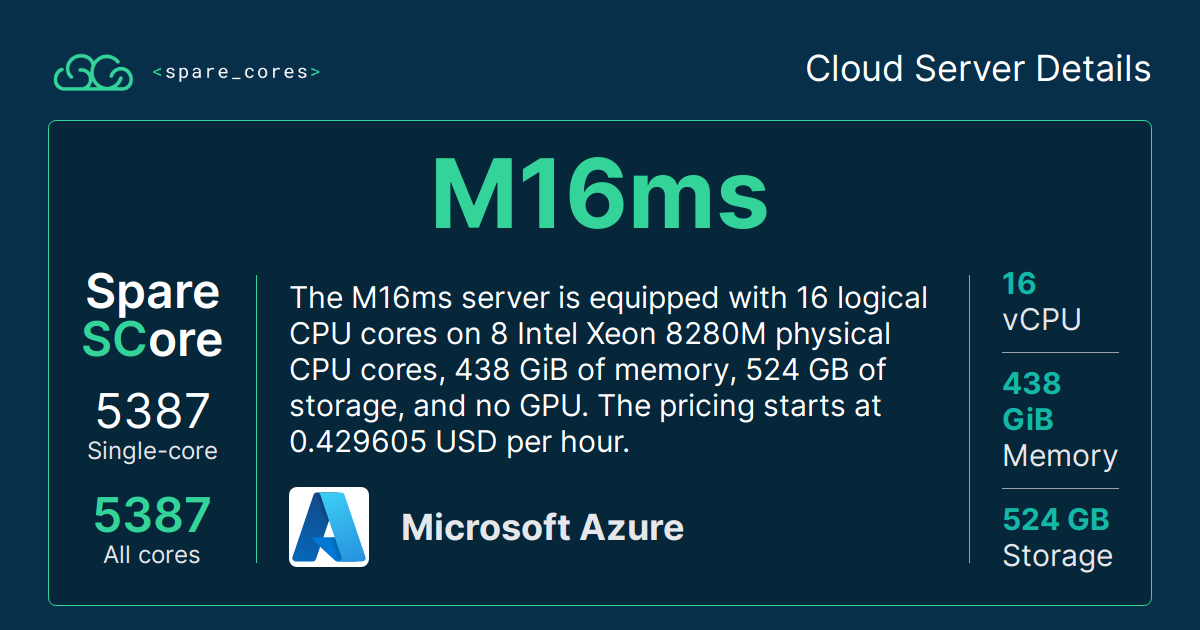 <spare_cores>
Cloud Server Details
M16ms
Spare
SCore
5387
Single-core
5387
All cores
The M16ms server is equipped with 16 logical
CPU cores on 8 Intel Xeon 8280M physical
CPU cores, 438 GiB of memory, 524 GB of
storage, and no GPU. The pricing starts at
0.429605 USD per hour.
Microsoft Azure
16
vCPU
438
GiB
Memory
524 GB
Storage